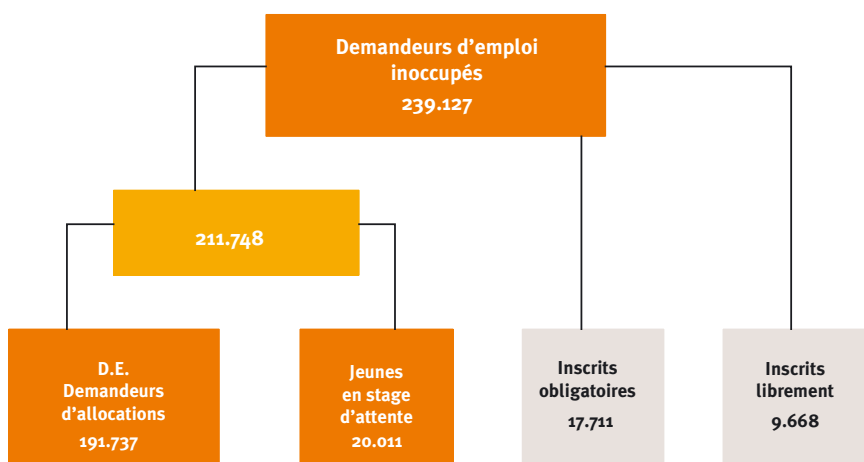 Demandeurs d’emploi
inoccupés
239.127
211.748
D.E.
Demandeurs
d’allocations
191.737
Jeunes
en stage
d’attente
20.011
Inscrits
obligatoires
17.711
Inscrits
librement
9.668